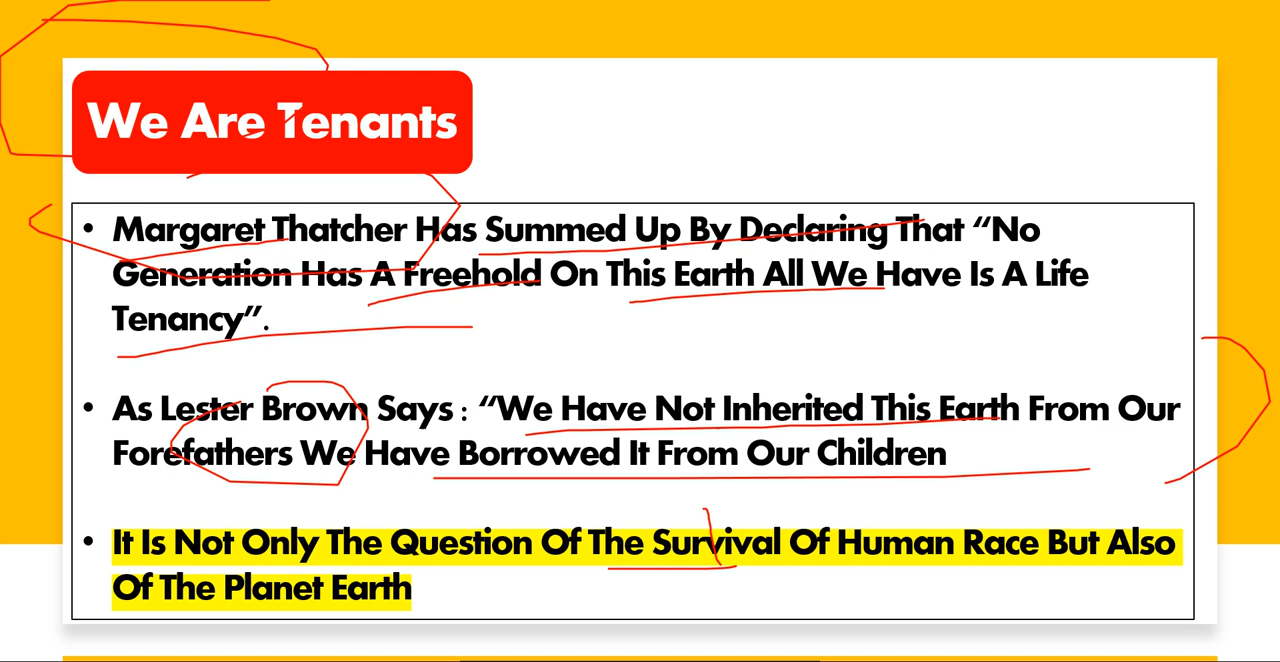 We Are Tenants
• Margaret Thatcher Has Summed Up By Declaring That “No
Generation Has A Freehold On This Earth All We Have Is A Life
Tenancy”.
• As Lester Brown Says : “We Have Not Inherited This Earth From Our
Forefathers We Have Borrowed It From Our Children
• It Is Not Only The Question Of The Survival Of Human Race But Also
Of The Planet Earth